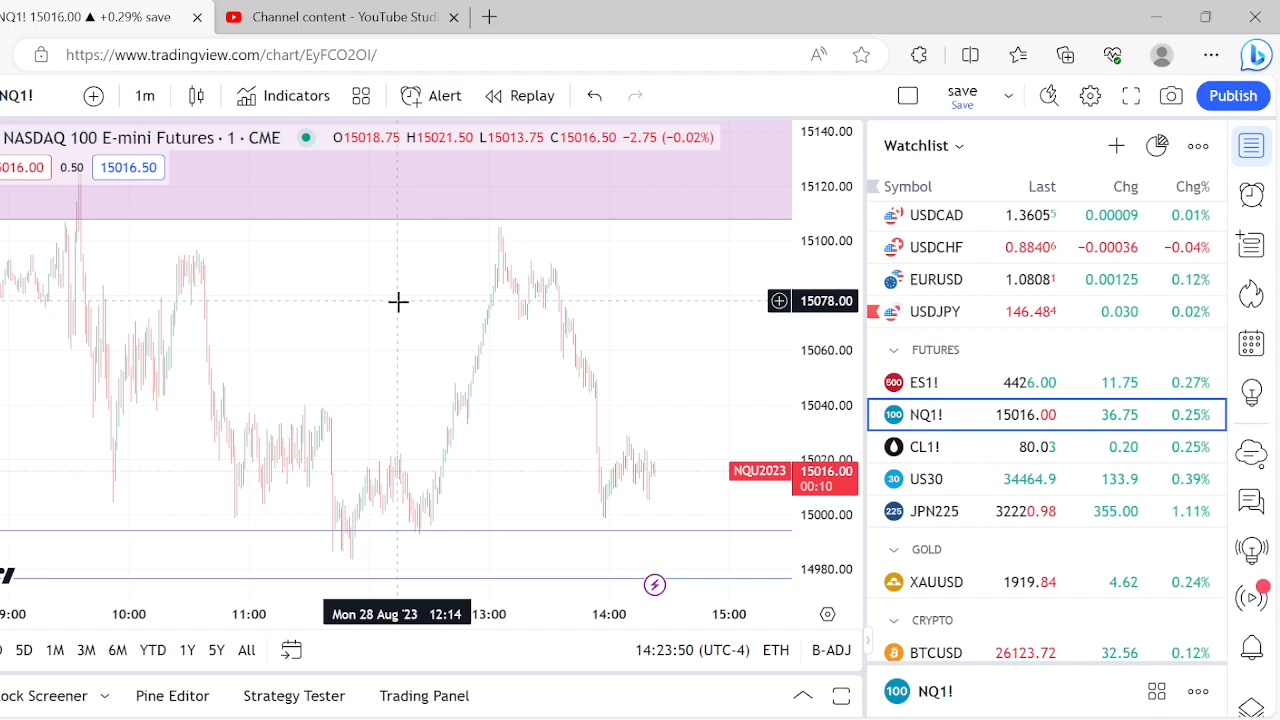 NQ1! 15016.00 ▲ +0.29% save
Channel content - YouTube Studi
https://www.tradingview.com/chart/EyFCO2OI/
NQ1!
1m
Indicators
Alert
Replay
save
Save
Publish
NASDAQ 100 E-mini Futures · 1 · CME
O15018.75 H15021.50 L15013.75 C15016.50 −2.75 (−0.02%)
5016.00
0.50
15016.50
15140.00
15120.00
15100.00
15078.00
15060.00
15040.00
15020.00
NQU2023
15016.00
00:10
15000.00
14980.00
9:00
10:00
11:00
Mon 28 Aug '23 12:14
13:00
14:00
15:00
5D
1M
3M
6M
YTD
1Y
5Y
All
14:23:50 (UTC-4)
ETH
B-ADJ
ock Screener
Pine Editor
Strategy Tester
Trading Panel
Watchlist
Symbol Last Chg Chg%
USDCAD 1.36055 0.00009 0.01%
USDCHF 0.88406 −0.00036 −0.04%
EURUSD 1.08081 0.00125 0.12%
USDJPY 146.484 0.030 0.02%
FUTURES
500 ES1! 4426.00 11.75 0.27%
100 NQ1! 15016.00 36.75 0.25%
CL1! 80.03 0.20 0.25%
30 US30 34464.9 133.9 0.39%
225 JPN225 32220.98 355.00 1.11%
GOLD
XAUUSD 1919.84 4.62 0.24%
CRYPTO
BTCUSD 26123.72 32.56 0.12%
100 NQ1!